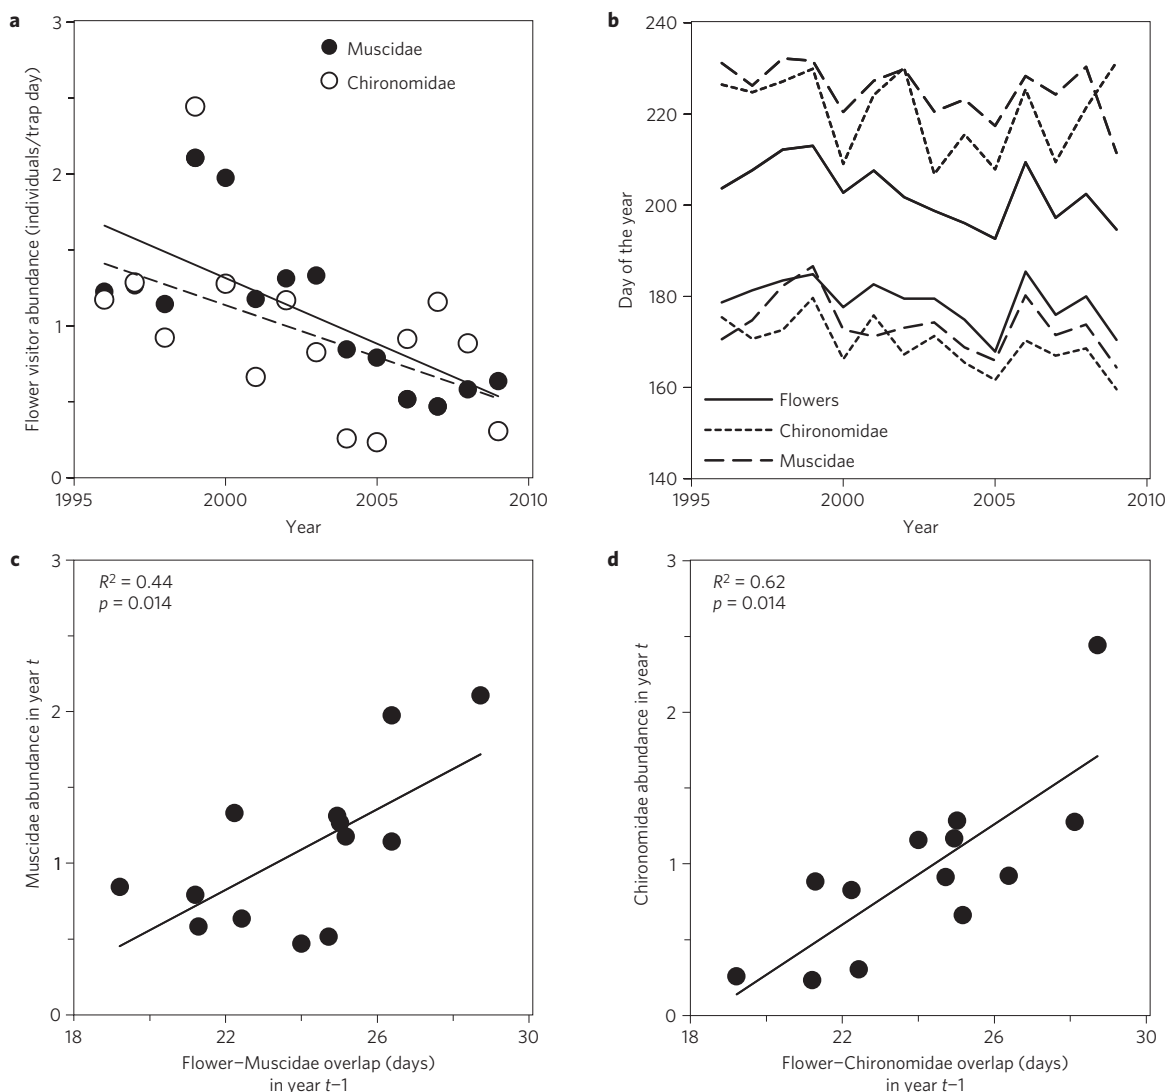 a
3
2
1
0
Flower visitor abundance (individuals/trap day)
Muscidae
Chironomidae
1995
2000
2005
2010
Year
b
240
220
200
180
160
140
Day of the year
Flowers
Chironomidae
Muscidae
1995
2000
2005
2010
Year
c
3
2
1
0
Muscidae abundance in year t
R² = 0.44
p = 0.014
18
22
26
30
Flower–Muscidae overlap (days)
in year t–1
d
3
2
1
0
Chironomidae abundance in year t
R² = 0.62
p = 0.014
18
22
26
30
Flower–Chironomidae overlap (days)
in year t–1